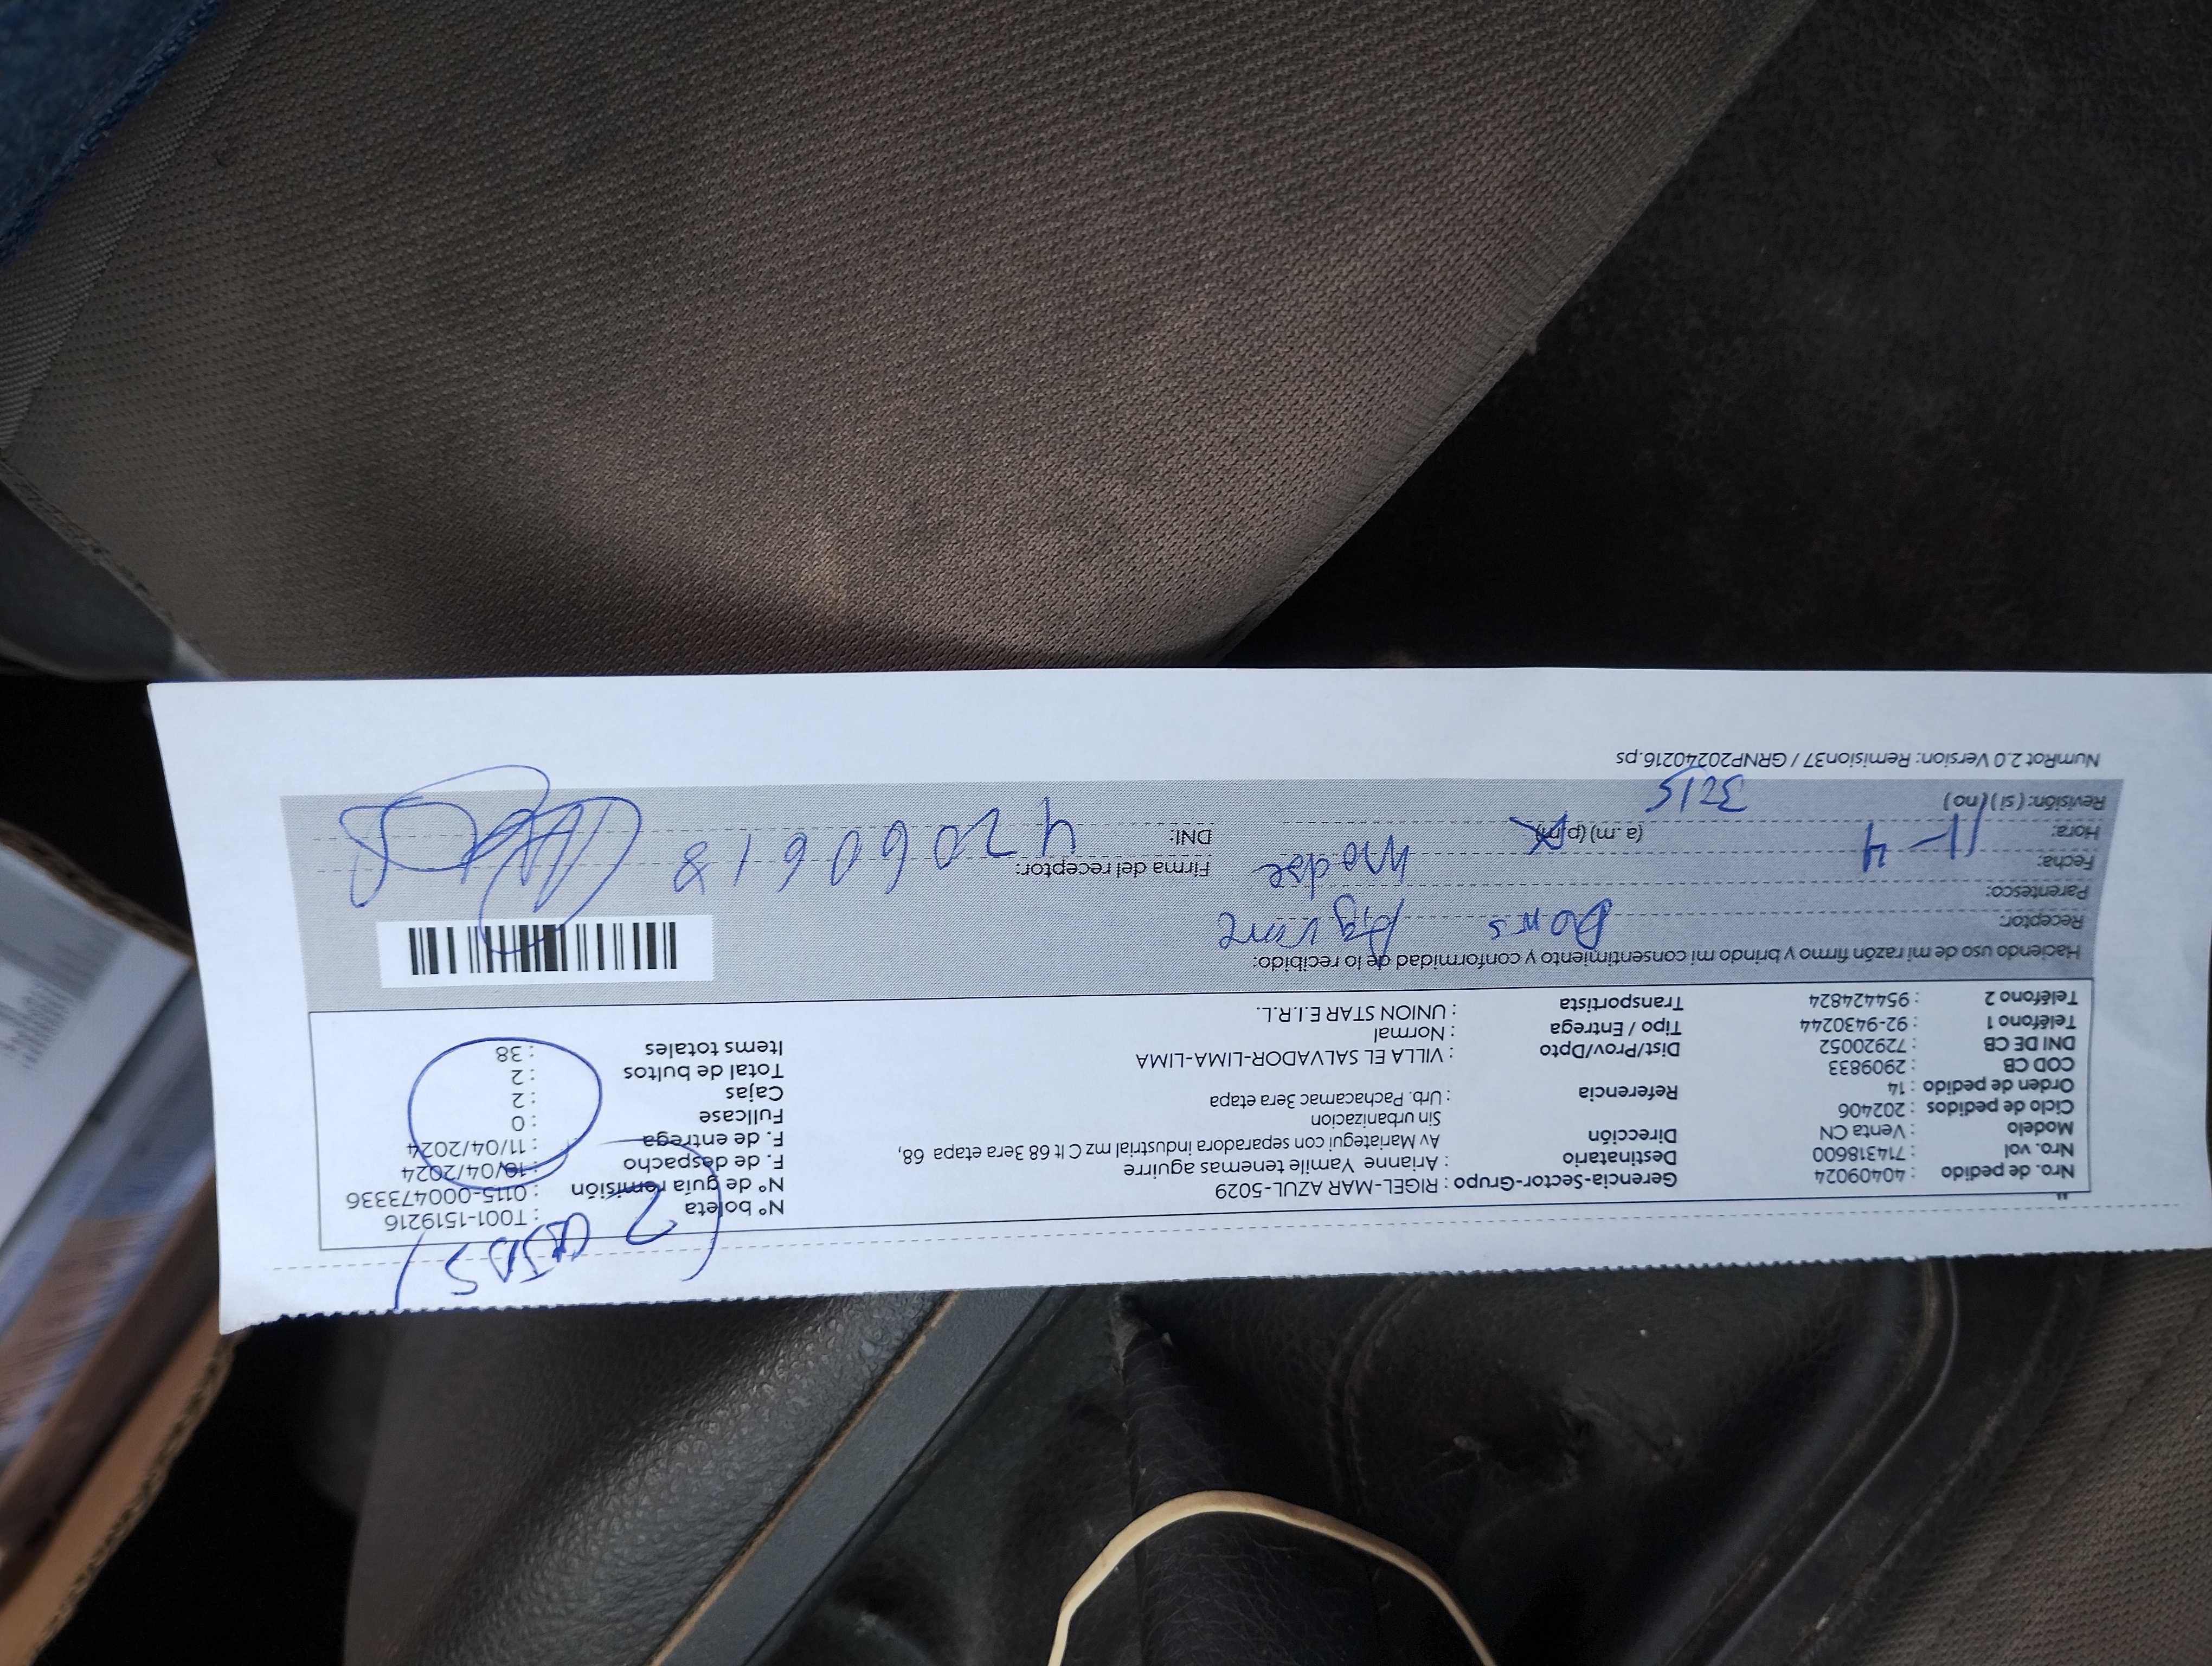 2 CAJAS
Nro. de pedido : 40409024
Nro. vol : 714318600
Modelo : Venta CN
Ciclo de pedidos : 202406
Orden de pedido : 14
COD CB : 2909833
DNI DE CB : 72920052
Teléfono 1 : 92-9430244
Teléfono 2 : 954424824
Gerencia-Sector-Grupo : RIGEL-MAR AZUL-5029
Destinatario : Arianne Yamile tenemas aguirre
Dirección Av Mariategui con separadora industrial mz C lt 68 3era etapa 68,
Sin urbanizacion
Referencia : Urb. Pachacamac 3era etapa
Dist/Prov/Dpto : VILLA EL SALVADOR-LIMA-LIMA
Tipo / Entrega : Normal
Transportista : UNION STAR E.I.R.L.
N° boleta : T001-1519216
N° de guía remisión : 0115-000473336
F. de despacho : 10/04/2024
F. de entrega : 11/04/2024
Fullcase : 0
Cajas : 2
Total de bultos : 2
Items totales : 38
Haciendo uso de mi razón firmo y brindo mi consentimiento y conformidad de lo recibido:
Receptor:
Parentesco:
Fecha: 11-4
Hora: (a.m) (p.m)
Revisión: (si) (no)
Firma del receptor:
DNI: 42060618
NumRot 2.0 Version: Remision37 / GRNP20240216.ps